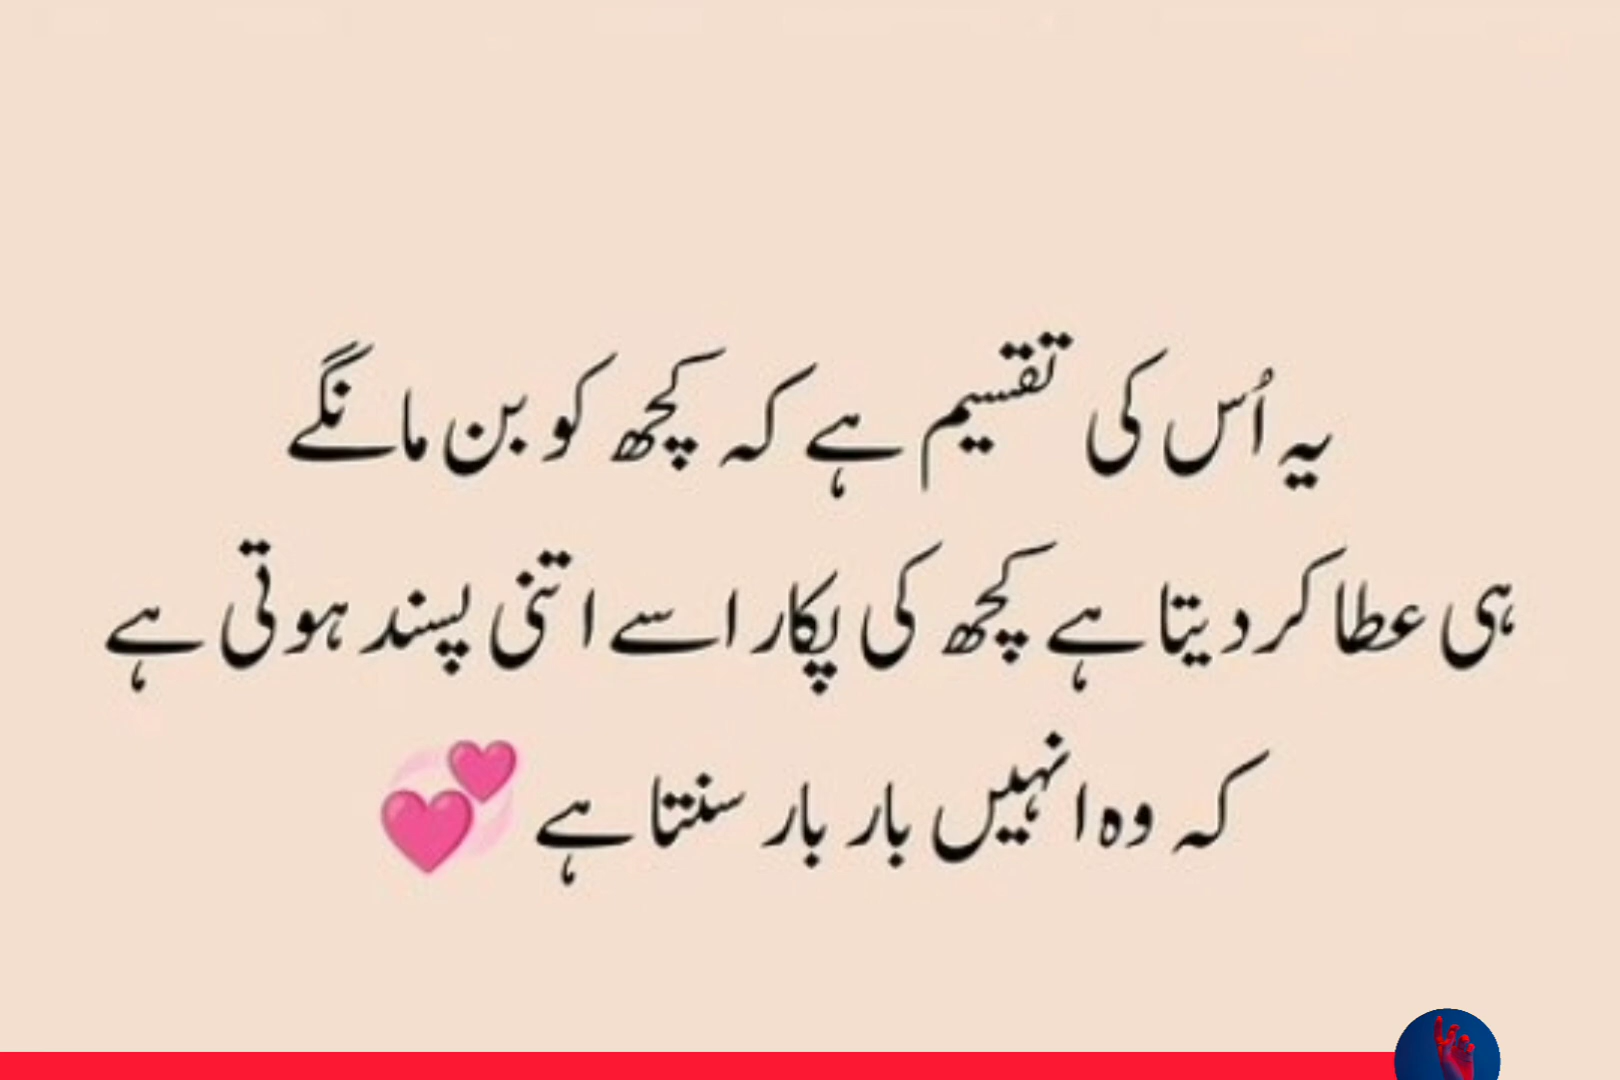 یہ اُس کی تقسیم ہے کہ کچھ کو بن مانگے
ہی عطا کر دیتا ہے کچھ کی پکار اسے اتنی پسند ہوتی ہے
کہ وہ انہیں بار بار سنتا ہے 💞